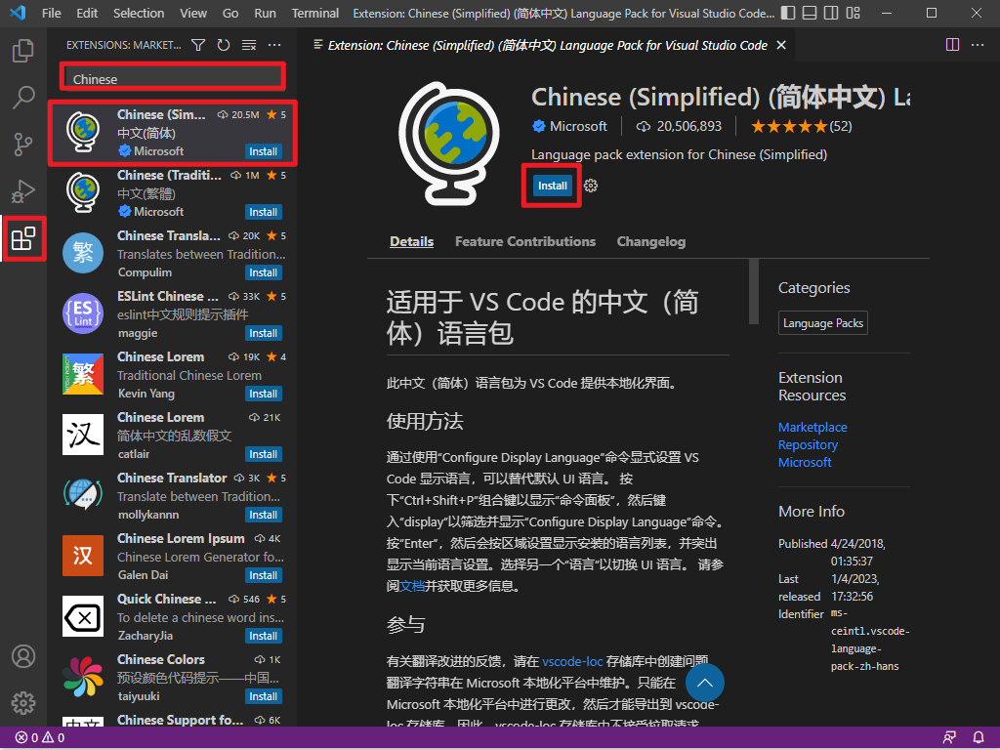 File Edit Selection View Go Run Terminal Extension: Chinese (Simplified) (简体中文) Language Pack for Visual Studio Code...
EXTENSIONS: MARKET...
Chinese
Chinese (Sim... 20.5M 5
中文(简体)
Microsoft Install
Chinese (Traditi... 1M 5
中文(繁體)
Microsoft Install
繁
Chinese Transla... 20K 5
Translates between Tradition...
Compulim Install
{ES}
Lint
ESLint Chinese ... 33K 5
eslint中文规则提示插件
maggie Install
繁
Chinese Lorem 19K 4
Traditional Chinese Lorem
Kevin Yang Install
汉
Chinese Lorem 21K
简体中文的乱数假文
catlair Install
Chinese Translator 3K 5
Translate between Tradition...
mollykannn Install
汉
Chinese Lorem Ipsum 4K
Chinese Lorem Generator fo...
Galen Dai Install
Quick Chinese ... 546 5
To delete a chinese word ins...
ZacharyJia Install
Chinese Colors 1K
预设颜色代码提示——中国...
taiyuuki Install
Chinese Support fo... 6K
Extension: Chinese (Simplified) (简体中文) Language Pack for Visual Studio Code
Chinese (Simplified) (简体中文) La
Microsoft 20,506,893 (52)
Language pack extension for Chinese (Simplified)
Install
Details Feature Contributions Changelog
适用于 VS Code 的中文（简
体）语言包
此中文（简体）语言包为 VS Code 提供本地化界面。
使用方法
通过使用“Configure Display Language”命令显式设置 VS
Code 显示语言，可以替代默认 UI 语言。 按
下“Ctrl+Shift+P”组合键以显示“命令面板”，然后键
入“display”以筛选并显示“Configure Display Language”命令。
按“Enter”，然后会按区域设置显示安装的语言列表，并突出
显示当前语言设置。选择另一个“语言”以切换 UI 语言。 请参
阅文档并获取更多信息。
参与
有关翻译改进的反馈，请在 vscode-loc 存储库中创建问题。
翻译字符串在 Microsoft 本地化平台中维护。只能在
Microsoft 本地化平台中进行更改，然后才能导出到 vscode-
loc 存储库。因此，vscode-loc 存储库中不接受拉取请求
Categories
Language Packs
Extension
Resources
Marketplace
Repository
Microsoft
More Info
Published 4/24/2018,
01:35:37
Last 1/4/2023,
released 17:32:56
Identifier ms-
ceintl.vscode-
language-
pack-zh-hans
0 0